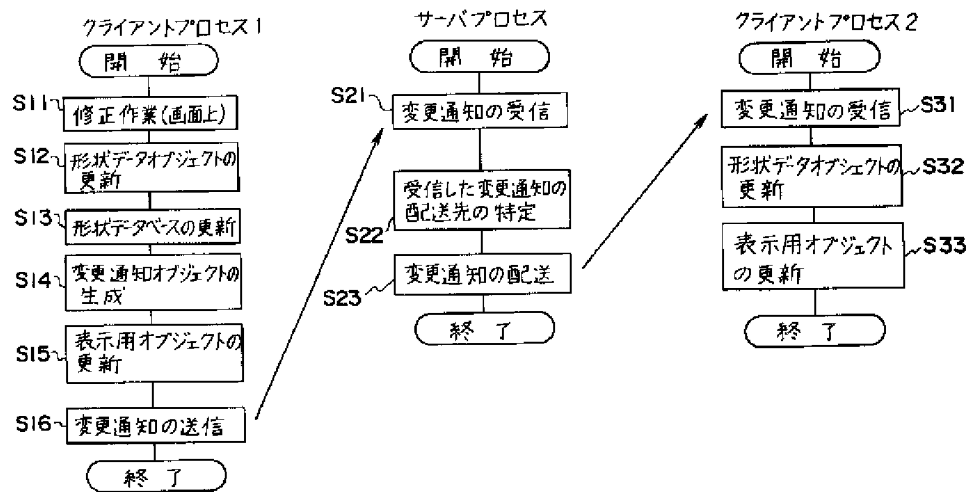 クライアントプロセス1
開 始
S11
修正作業(画面上)
S12
形状データオブジェクトの
更新
S13
形状データベースの更新
S14
変更通知オブジェクトの
生成
S15
表示用オブジェクトの
更新
S16
変更通知の送信
終 了
サーバプロセス
開 始
S21
変更通知の受信
受信した変更通知の
配送先の特定
S22
変更通知の配送
S23
終 了
クライアントプロセス2
開 始
変更通知の受信
S31
形状データオブジェクトの
更新
S32
表示用オブジェクト
の更新
S33
終 了